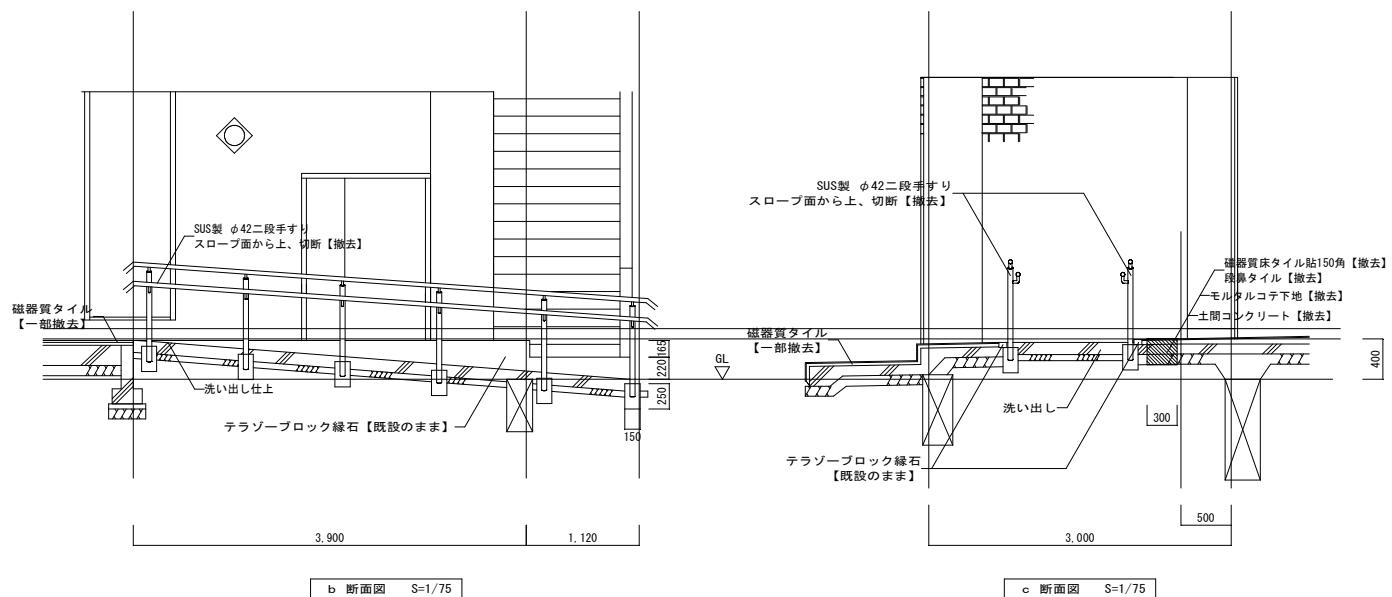 SUS製 φ42二段手すり
スロープ面から上、切断【撤去】
磁器質タイル
【一部撤去】
洗い出し仕上
テラゾーブロック縁石【既設のまま】
165
220
250
150
3,900
1,120
b 断面図 S=1/75
GL
SUS製 φ42二段手すり
スロープ面から上、切断【撤去】
磁器質床タイル貼150角【撤去】
段鼻タイル【撤去】
モルタルコテ下地【撤去】
土間コンクリート【撤去】
磁器質タイル
【一部撤去】
400
洗い出し
300
テラゾーブロック縁石
【既設のまま】
500
3,000
c 断面図 S=1/75